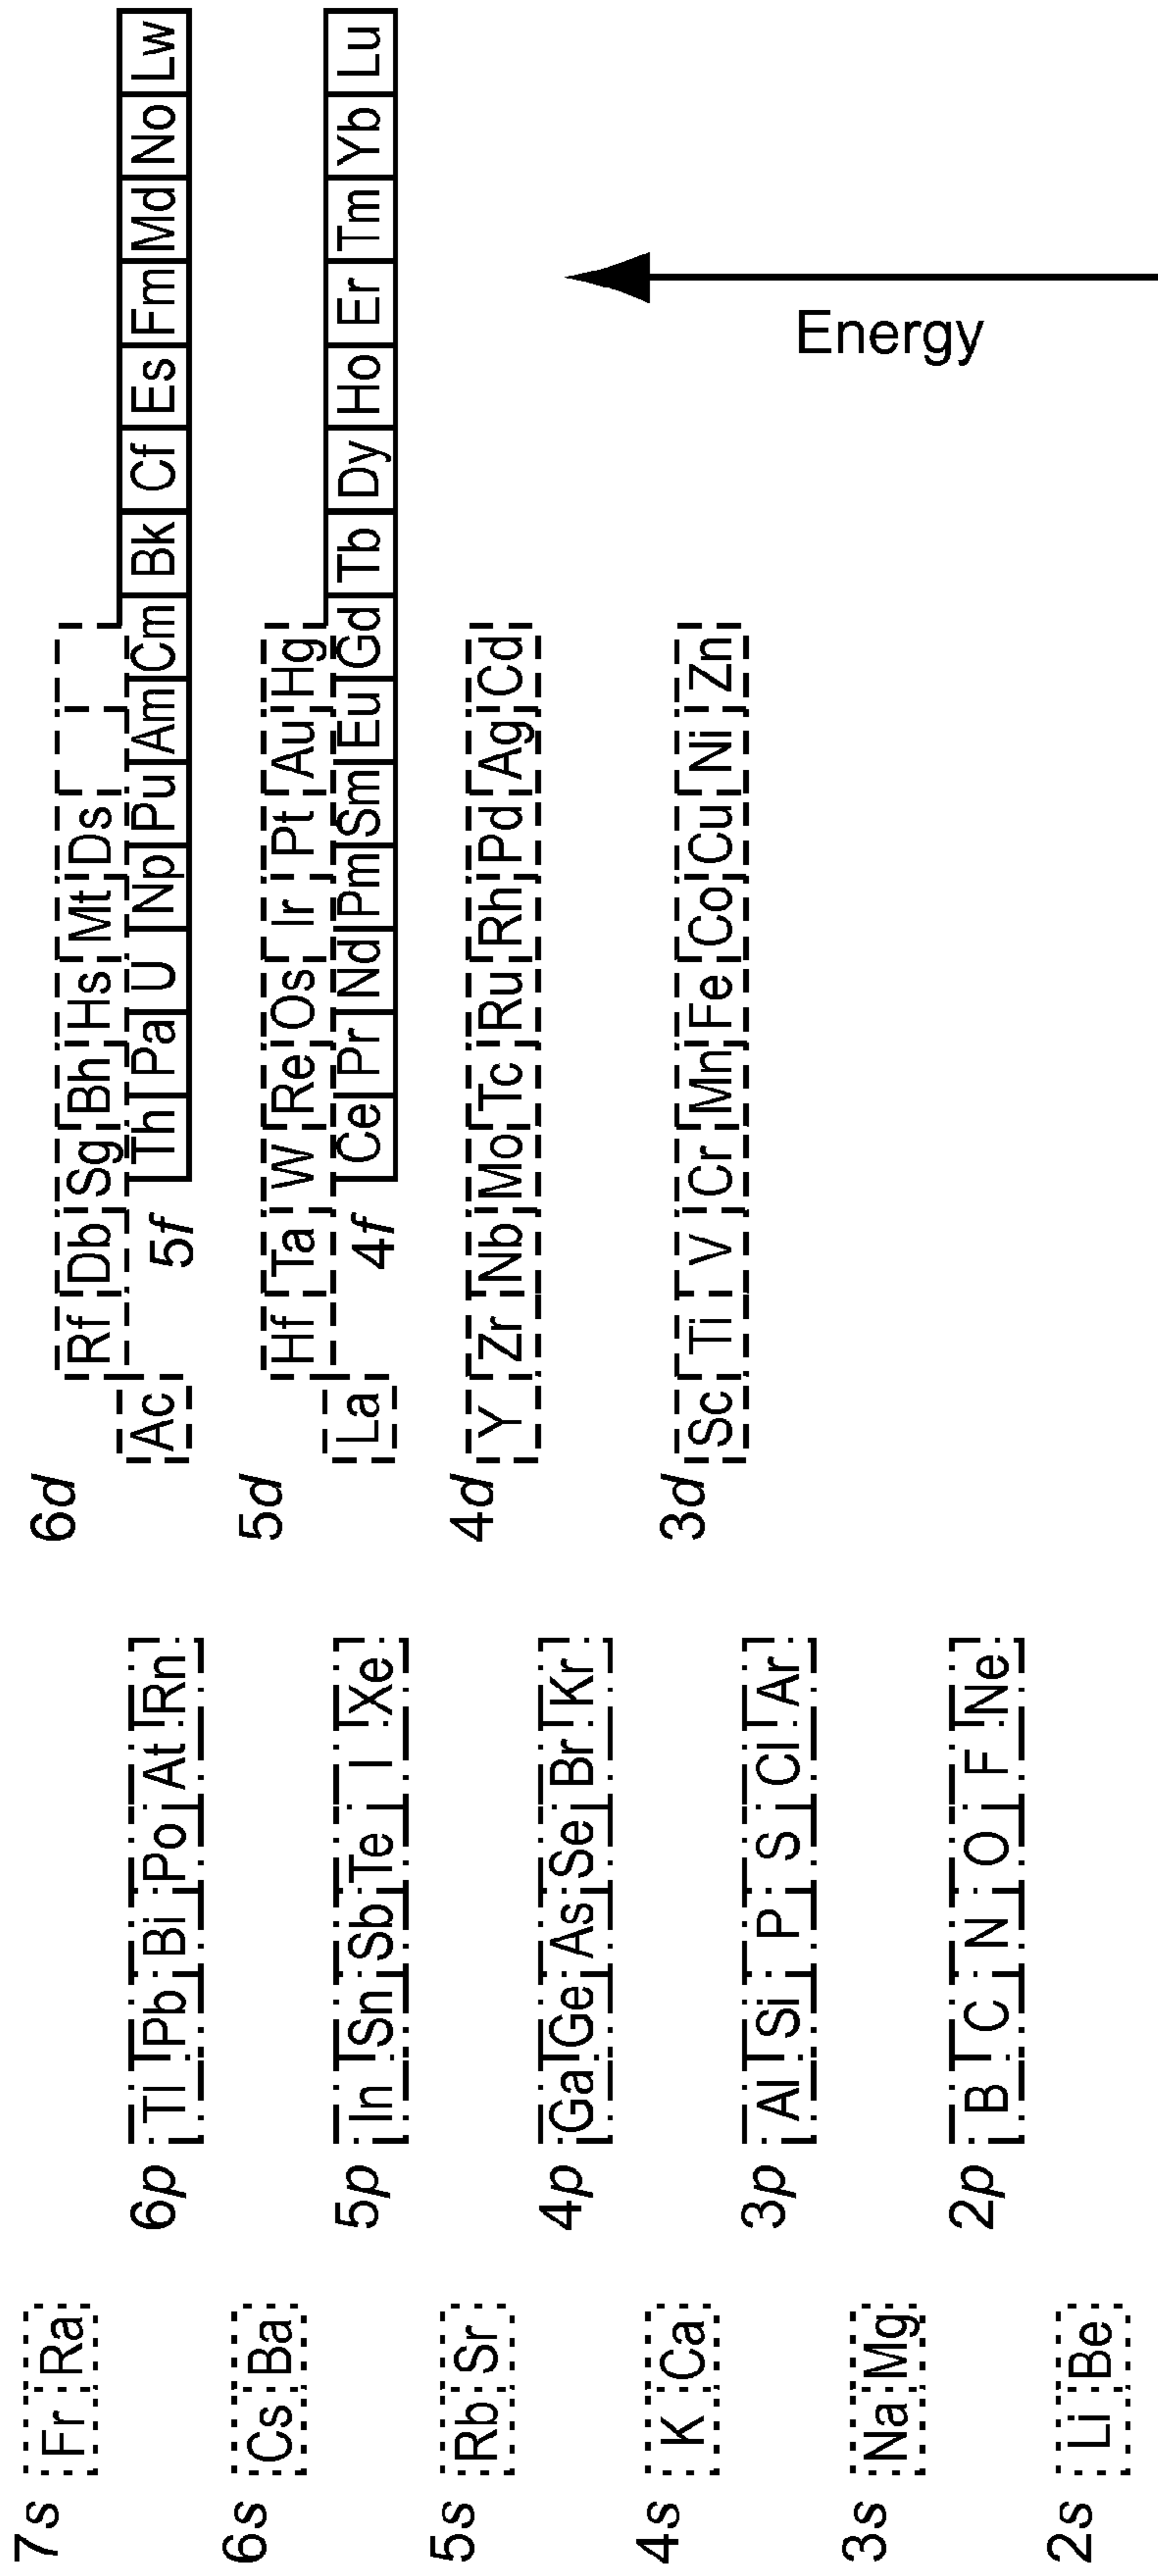 7s Fr Ra
6d Rf Db Sg Bh Hs Mt Ds
Ac
6p Tl Pb Bi Po At Rn
5f Th Pa U Np Pu Am Cm Bk Cf Es Fm Md No Lw
6s Cs Ba
5d Hf Ta W Re Os Ir Pt Au Hg
La
5p In Sn Sb Te I Xe
4f Ce Pr Nd Pm Sm Eu Gd Tb Dy Ho Er Tm Yb Lu
5s Rb Sr
4d Y Zr Nb Mo Tc Ru Rh Pd Ag Cd
4p Ga Ge As Se Br Kr
4s K Ca
3d Sc Ti V Cr Mn Fe Co Cu Ni Zn
3p Al Si P S Cl Ar
3s Na Mg
2p B C N O F Ne
2s Li Be
Energy